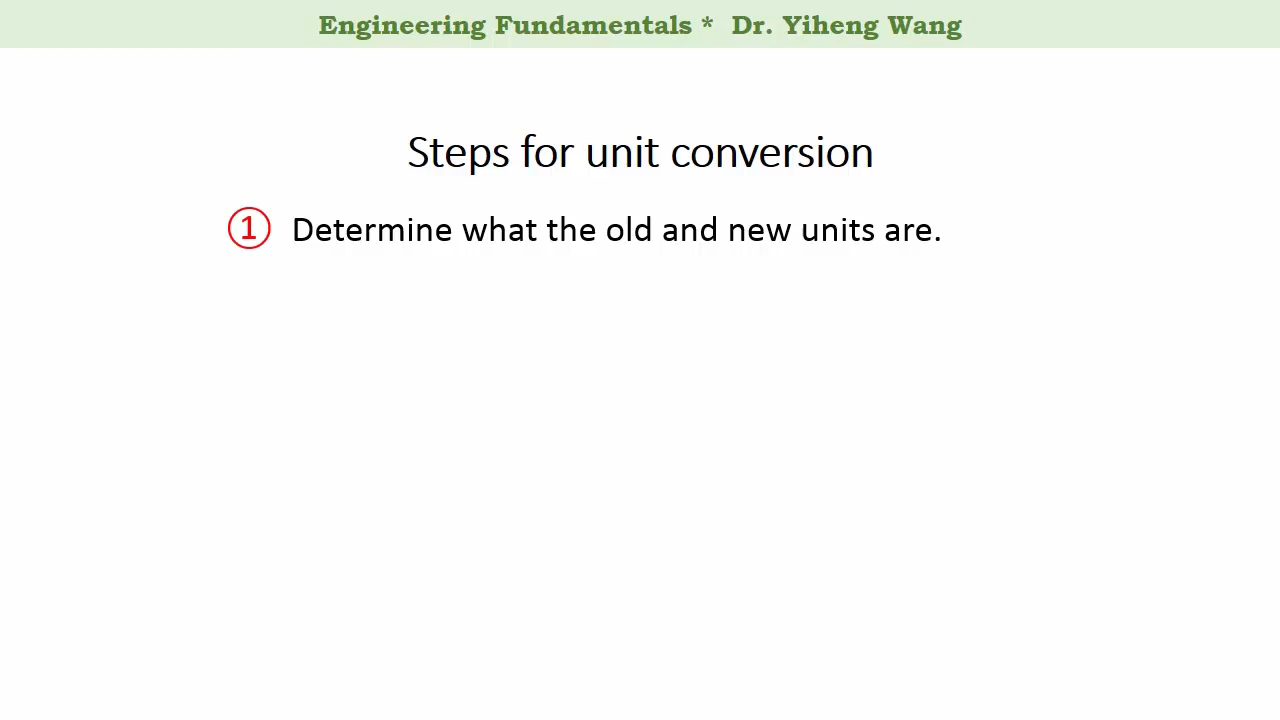 Engineering Fundamentals * Dr. Yiheng Wang
Steps for unit conversion
① Determine what the old and new units are.